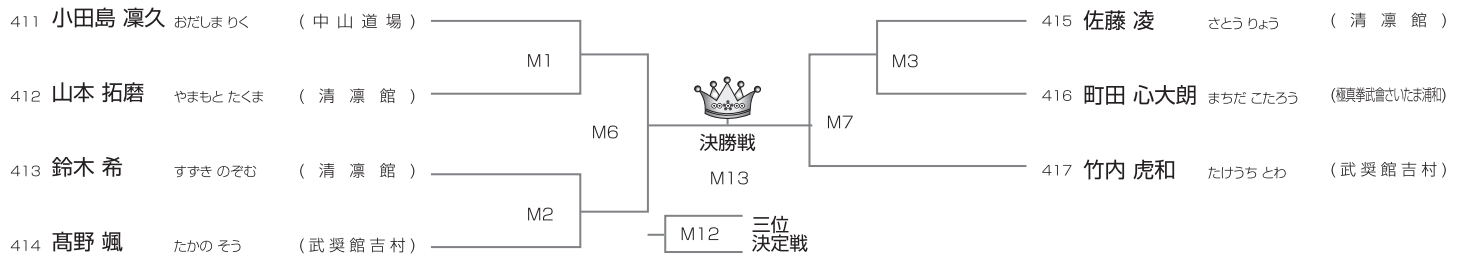 411 小田島 凜久 おだしま りく (中山道場)
M1
412 山本 拓磨 やまもと たくま (清凛館)
M6
413 鈴木 希 すずき のぞむ (清凛館)
M2
414 髙野 颯 たかの そう (武奨館吉村)
決勝戦
M13
M12 三位
決定戦
415 佐藤 凌 さとう りょう (清凛館)
M3
416 町田 心大朗 まちだ こたろう (極真拳武會さいたま浦和)
M7
417 竹内 虎和 たけうち とわ (武奨館吉村)